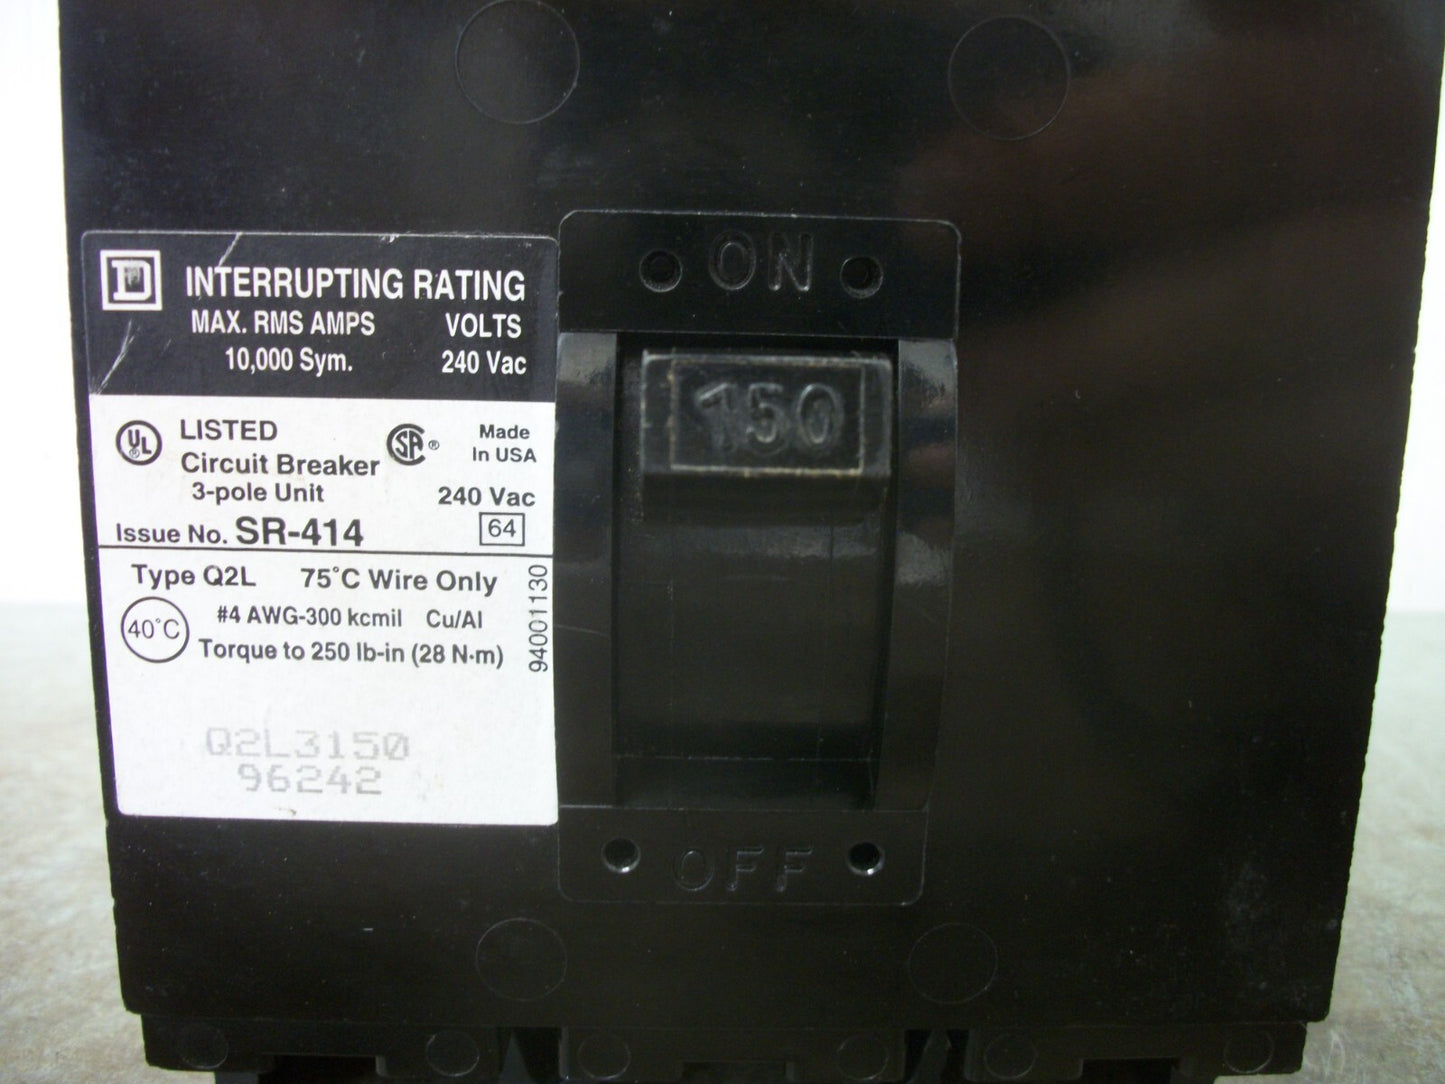 D INTERRUPTING RATING
MAX. RMS AMPS VOLTS
10,000 Sym. 240 Vac
UL® LISTED
Circuit Breaker
3-pole Unit
SA®
Made
In USA
240 Vac
Issue No. SR-414 64
Type Q2L 75°C Wire Only
40°C #4 AWG-300 kcmil Cu/Al
Torque to 250 lb-in (28 N·m)
94001130
Q2L3150
96242
ON
150
OFF